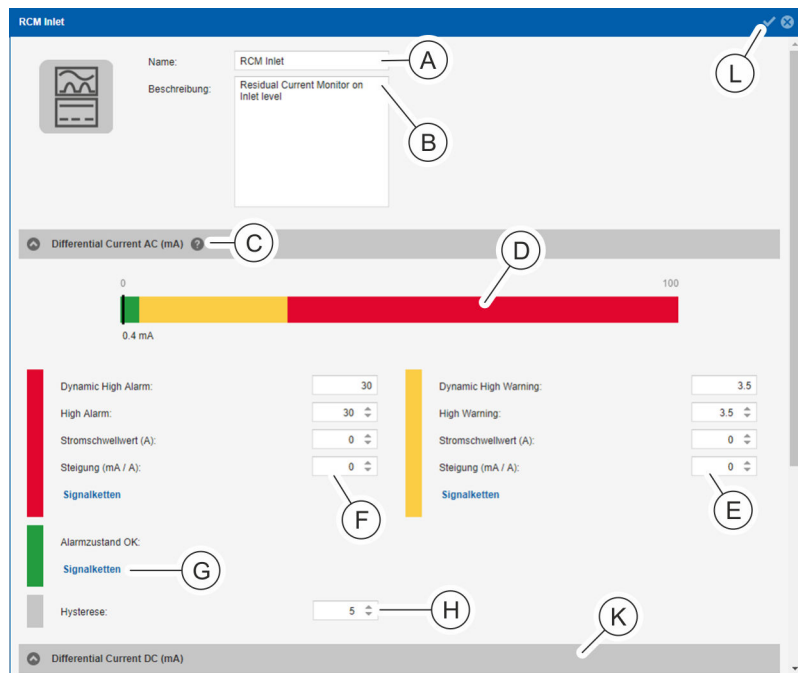 RCM Inlet
L
Name: RCM Inlet A
Beschreibung: Residual Current Monitor on
Inlet level
B
Differential Current AC (mA) ? C
D
0 100
0.4 mA
Dynamic High Alarm: 30 Dynamic High Warning: 3.5
High Alarm: 30 High Warning: 3.5
Stromschwellwert (A): 0 Stromschwellwert (A): 0
Steigung (mA / A): 0 Steigung (mA / A): 0
Signalketten F Signalketten E
Alarmzustand OK:
Signalketten G
Hysterese: 5 H
K
Differential Current DC (mA)